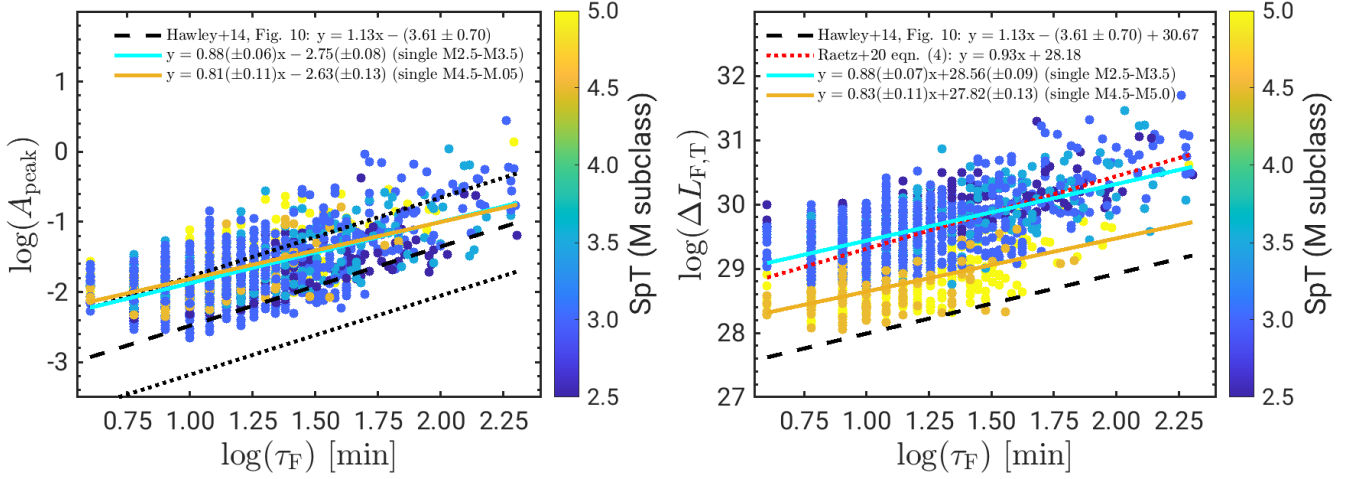 Hawley+14, Fig. 10: y = 1.13x − (3.61 ± 0.70)
y = 0.88(±0.06)x − 2.75(±0.08) (single M2.5-M3.5)
y = 0.81(±0.11)x − 2.63(±0.13) (single M4.5-M.05)
1
0
-1
-2
-3
log(A_peak)
0.75 1.00 1.25 1.50 1.75 2.00 2.25
log(τ_F) [min]
5.0
4.5
4.0
3.5
3.0
2.5
SpT (M subclass)
Hawley+14, Fig. 10: y = 1.13x − (3.61 ± 0.70) + 30.67
Raetz+20 eqn. (4): y = 0.93x + 28.18
y = 0.88(±0.07)x+28.56(±0.09) (single M2.5-M3.5)
y = 0.83(±0.11)x+27.82(±0.13) (single M4.5-M5.0)
32
31
30
29
28
27
log(ΔL_F,T)
0.75 1.00 1.25 1.50 1.75 2.00 2.25
log(τ_F) [min]
5.0
4.5
4.0
3.5
3.0
2.5
SpT (M subclass)